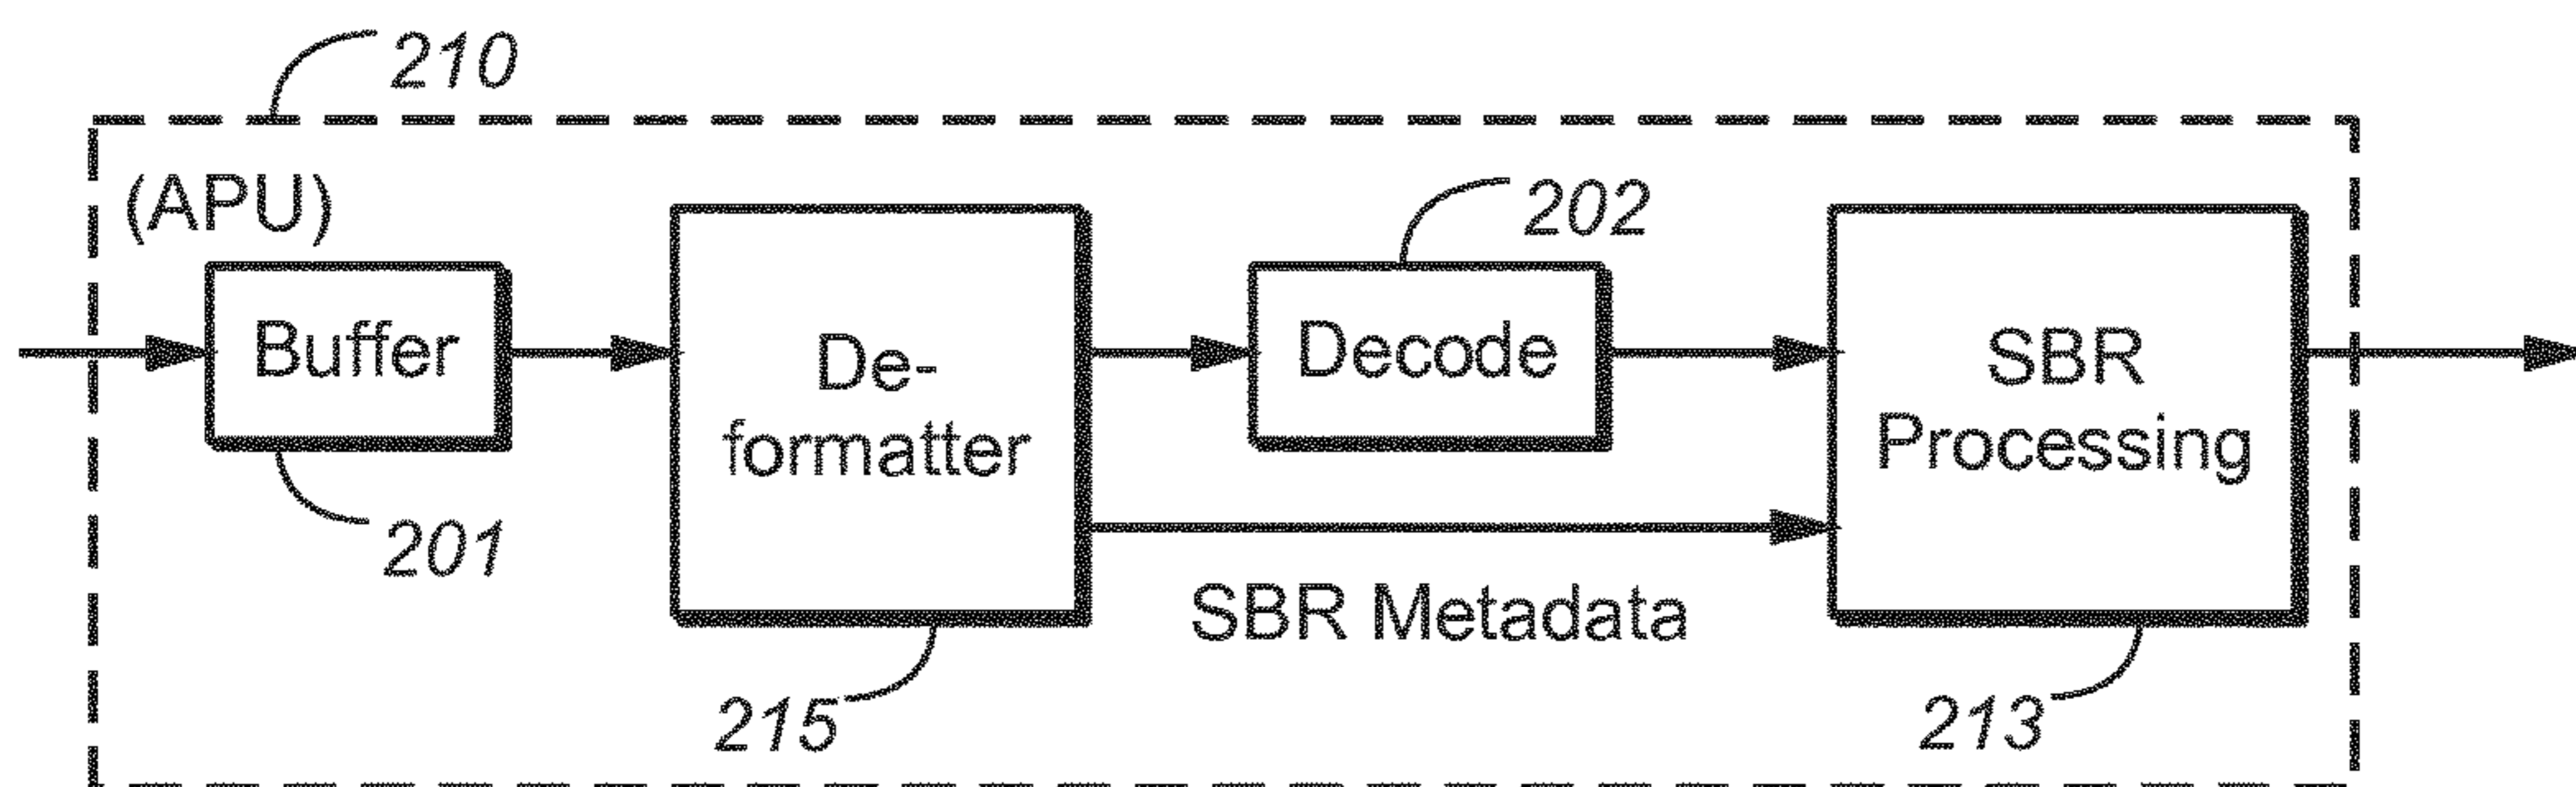 210
(APU)
202
Buffer
De-
formatter
Decode
SBR
Processing
201
SBR Metadata
215
213